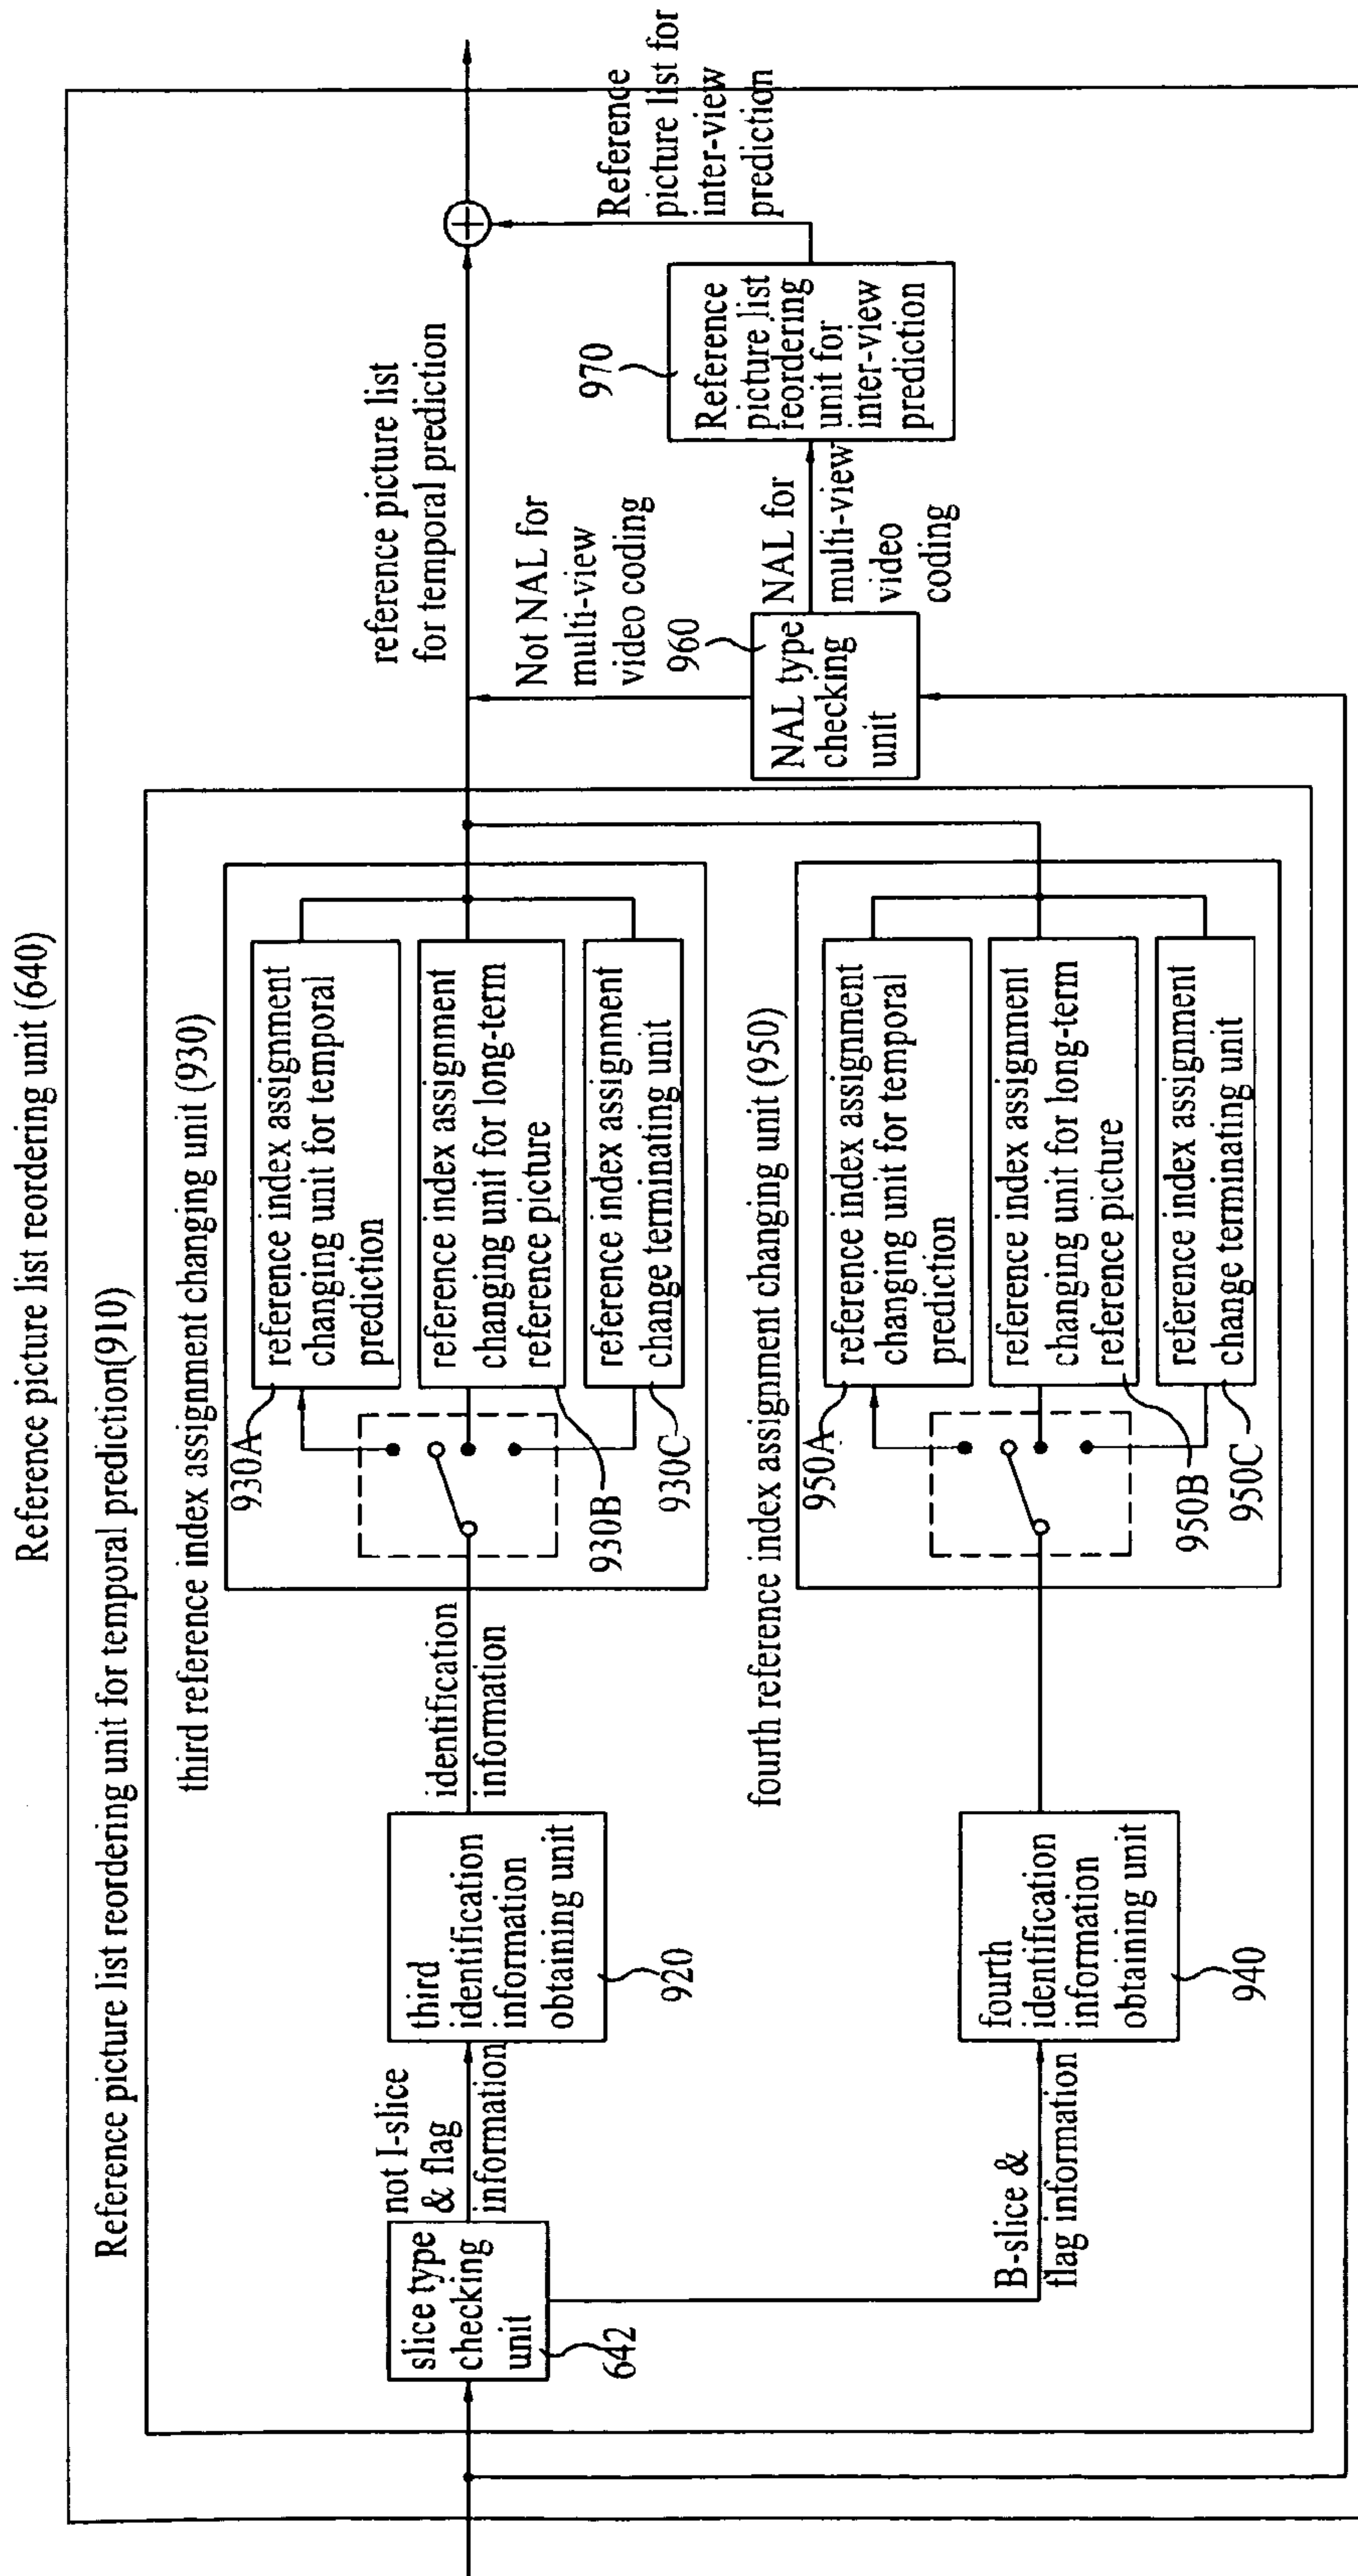 Reference picture list reordering unit (640)
Reference picture list reordering unit for temporal prediction(910)
third reference index assignment changing unit (930)
slice type
checking
unit
642
not I-slice
& flag
information
third
identification
information
obtaining unit
920
identification
information
930A
930B
930C
reference index assignment
changing unit for temporal
prediction
reference index assignment
changing unit for long-term
reference picture
reference index assignment
change terminating unit
fourth reference index assignment changing unit (950)
B-slice &
flag information
fourth
identification
information
obtaining unit
940
950A
950B
950C
reference index assignment
changing unit for temporal
prediction
reference index assignment
changing unit for long-term
reference picture
reference index assignment
change terminating unit
reference picture list
for temporal prediction
Not NAL for
multi-view
video coding
960
NAL type
checking
unit
NAL for
multi-view
video
coding
970
Reference
picture list
reordering
unit for
inter-view
prediction
Reference
picture list for
inter-view
prediction